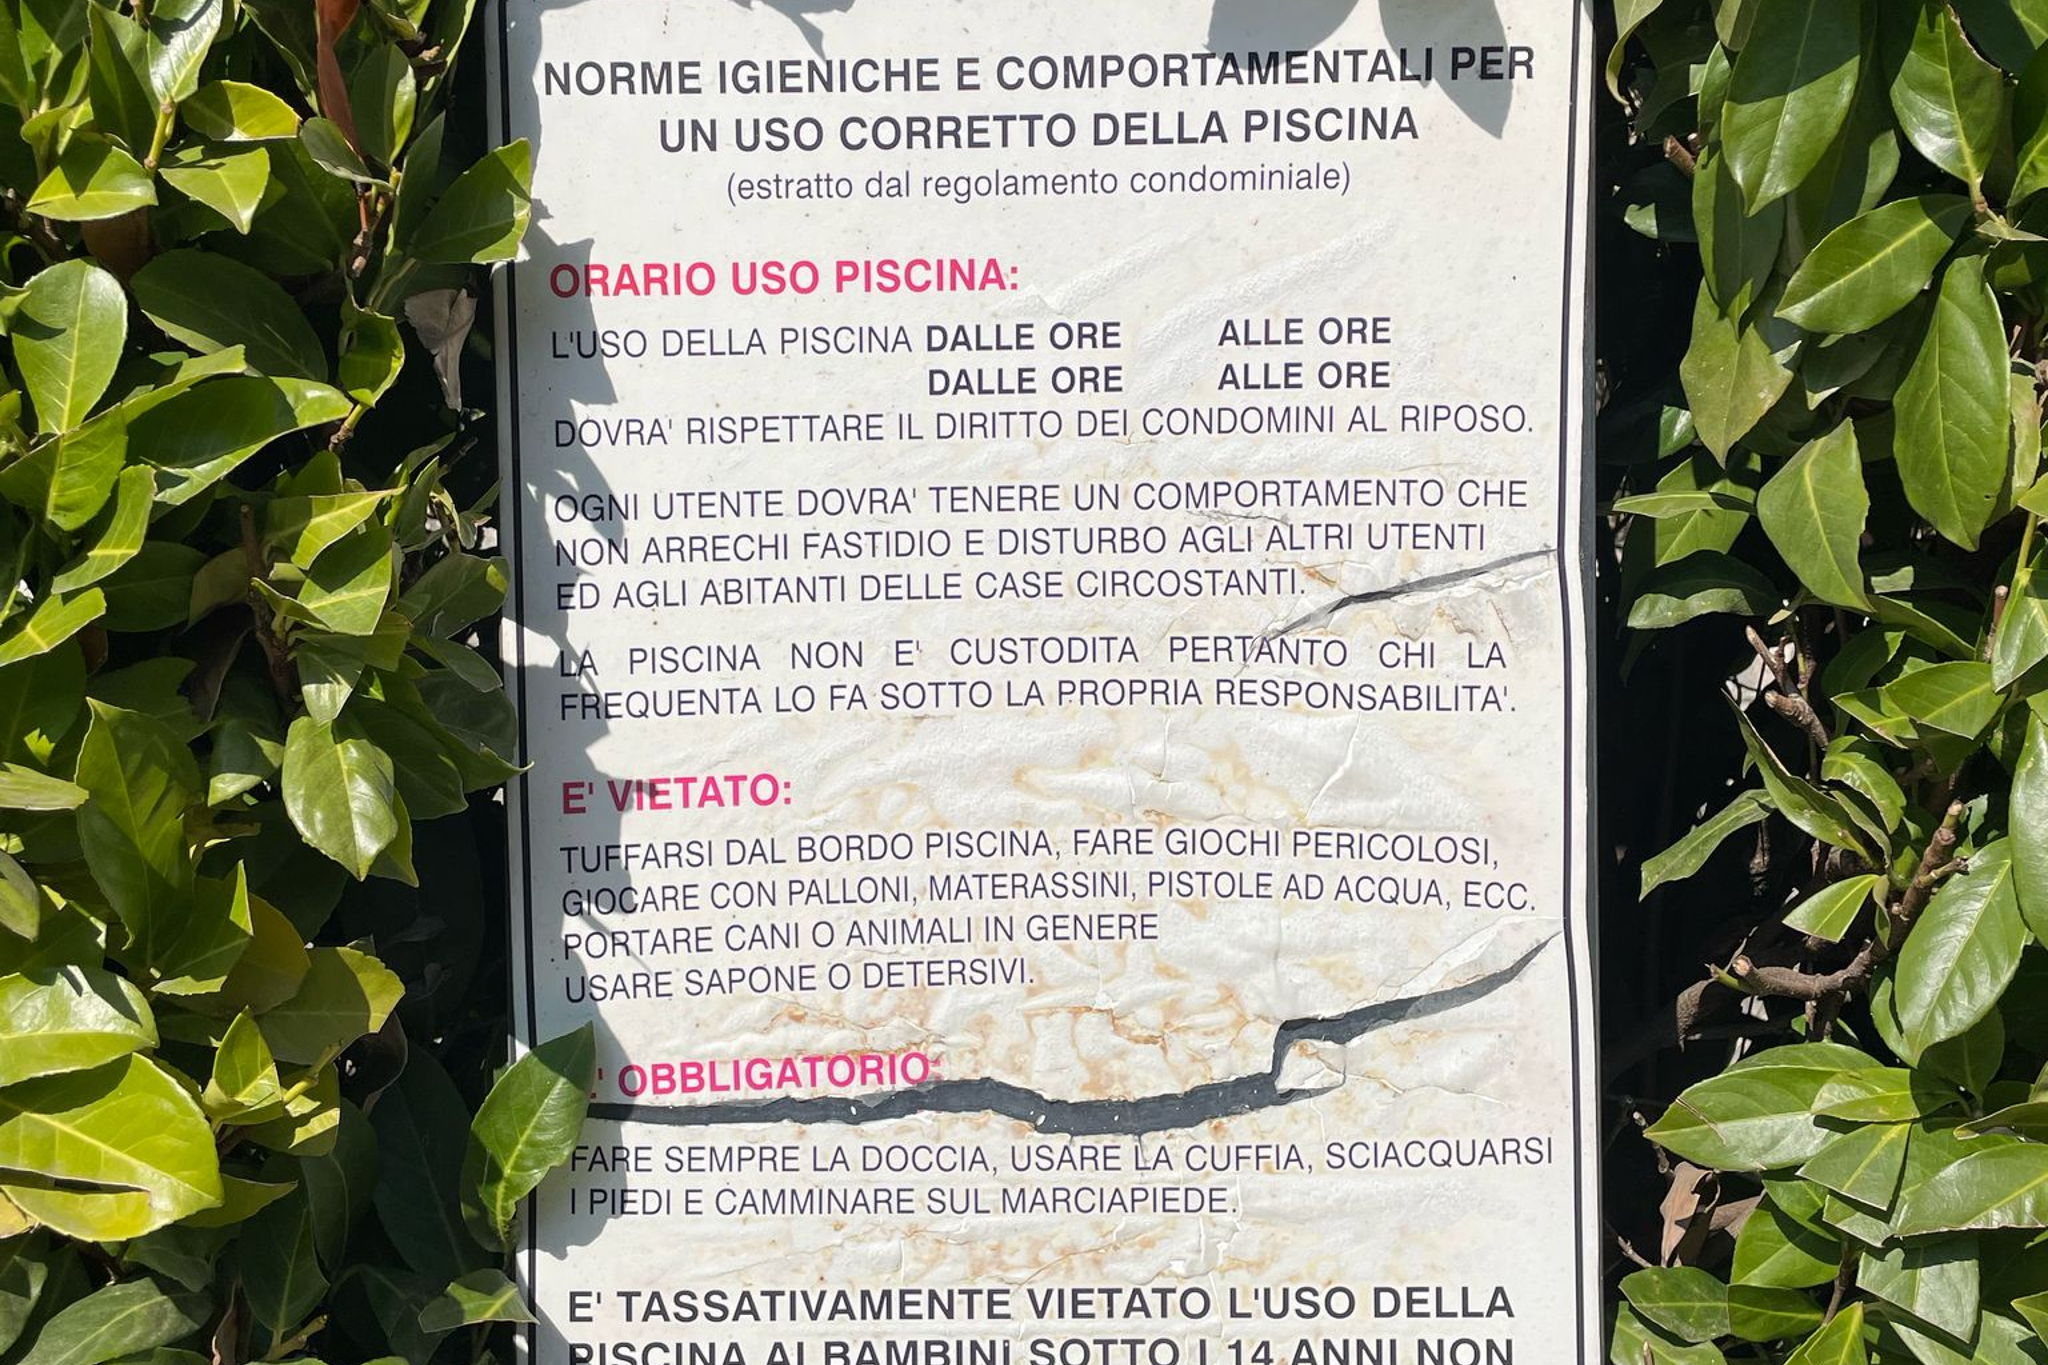 NORME IGIENICHE E COMPORTAMENTALI PER
UN USO CORRETTO DELLA PISCINA
(estratto dal regolamento condominiale)
ORARIO USO PISCINA:
L'USO DELLA PISCINA DALLE ORE ALLE ORE
DALLE ORE ALLE ORE
DOVRA' RISPETTARE IL DIRITTO DEI CONDOMINI AL RIPOSO.
OGNI UTENTE DOVRA' TENERE UN COMPORTAMENTO CHE
NON ARRECHI FASTIDIO E DISTURBO AGLI ALTRI UTENTI
ED AGLI ABITANTI DELLE CASE CIRCOSTANTI.
LA PISCINA NON E' CUSTODITA PERTANTO CHI LA
FREQUENTA LO FA SOTTO LA PROPRIA RESPONSABILITA'.
E' VIETATO:
TUFFARSI DAL BORDO PISCINA, FARE GIOCHI PERICOLOSI,
GIOCARE CON PALLONI, MATERASSINI, PISTOLE AD ACQUA, ECC.
PORTARE CANI O ANIMALI IN GENERE
USARE SAPONE O DETERSIVI.
' OBBLIGATORIO:
FARE SEMPRE LA DOCCIA, USARE LA CUFFIA, SCIACQUARSI
I PIEDI E CAMMINARE SUL MARCIAPIEDE.
E' TASSATIVAMENTE VIETATO L'USO DELLA
PISCINA AI BAMBINI SOTTO I 14 ANNI NON